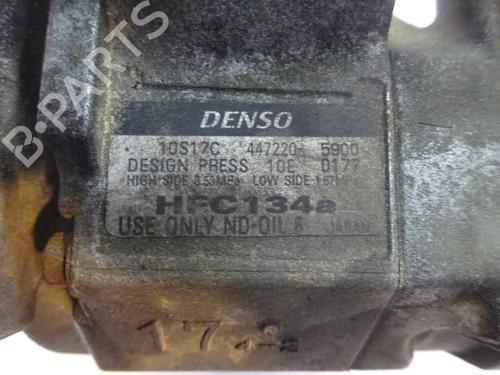 DENSO
10S17C 447220-5900
DESIGN PRESS 10E 0177
HIGH SIDE 3.53MPa LOW SIDE 1.67MPa
HFC134a
USE ONLY ND-OIL 8 JAPAN
17
B-PARTS